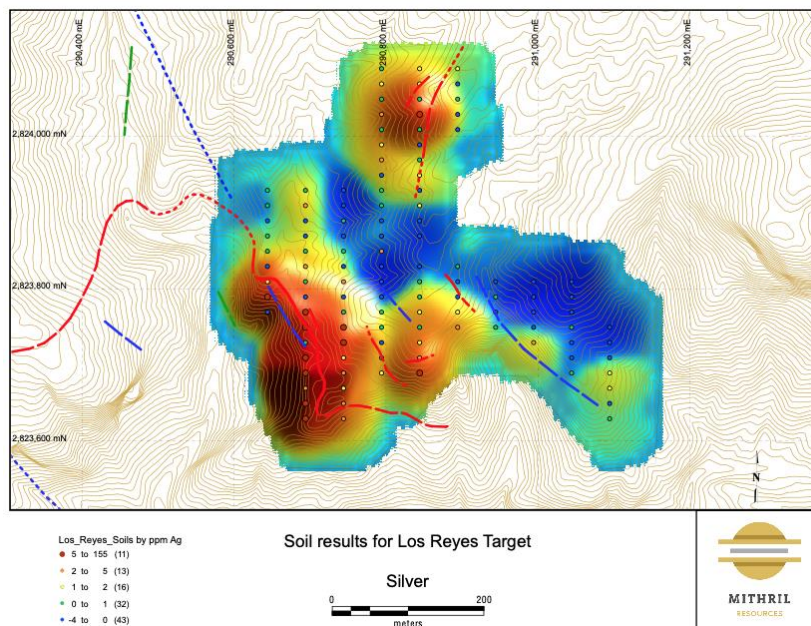 290,400 mE
290,600 mE
290,800 mE
291,000 mE
291,200 mE
2,824,000 mN
2,823,800 mN
2,823,600 mN
N
Los_Reyes_Soils by ppm Ag
5 to 155 (11)
2 to 5 (13)
1 to 2 (16)
0 to 1 (32)
-4 to 0 (43)
Soil results for Los Reyes Target
Silver
0
200
meters
MITHRIL
RESOURCES